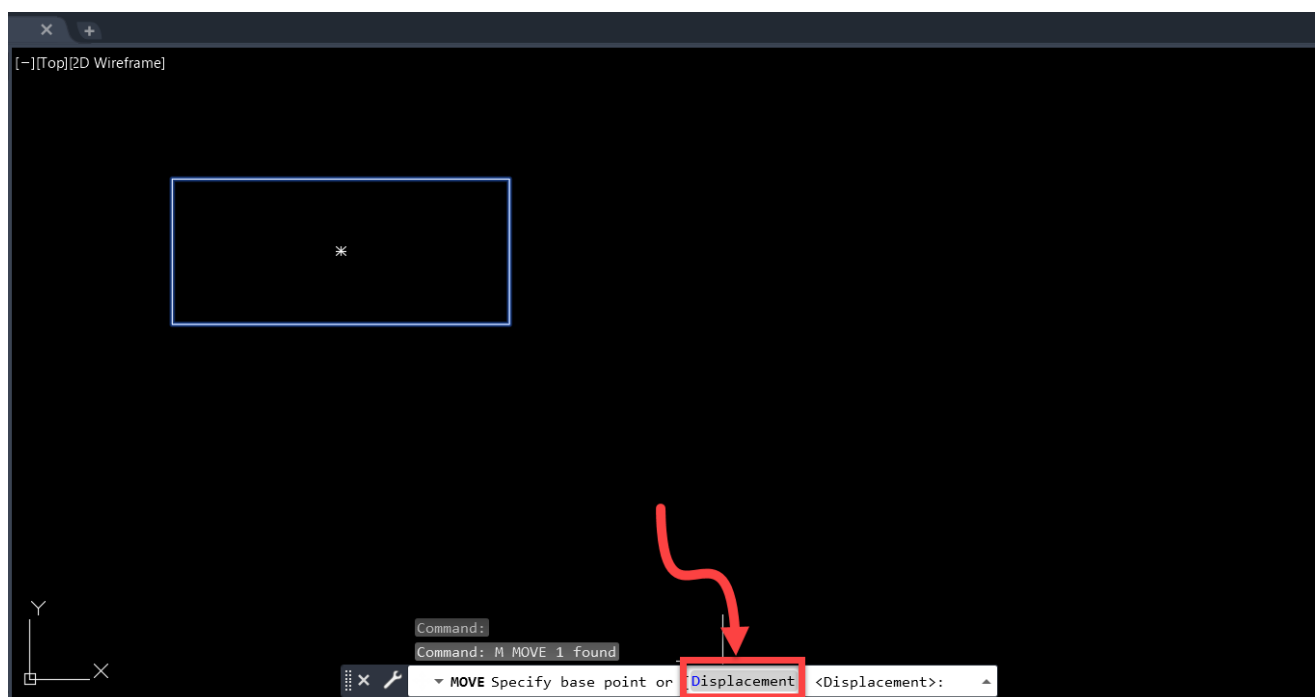 [−][Top][2D Wireframe]
Y
X
Command:
Command: M MOVE 1 found
MOVE Specify base point or [Displacement] <Displacement>: